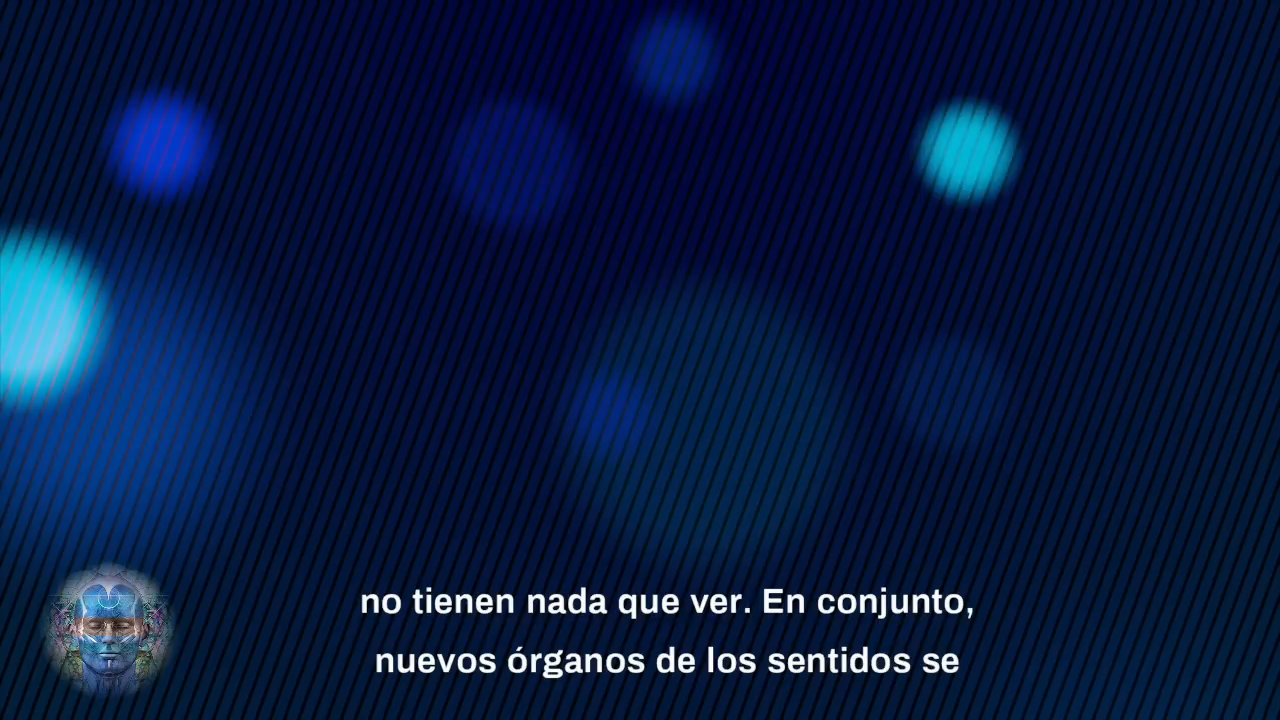 no tienen nada que ver. En conjunto,
nuevos órganos de los sentidos se